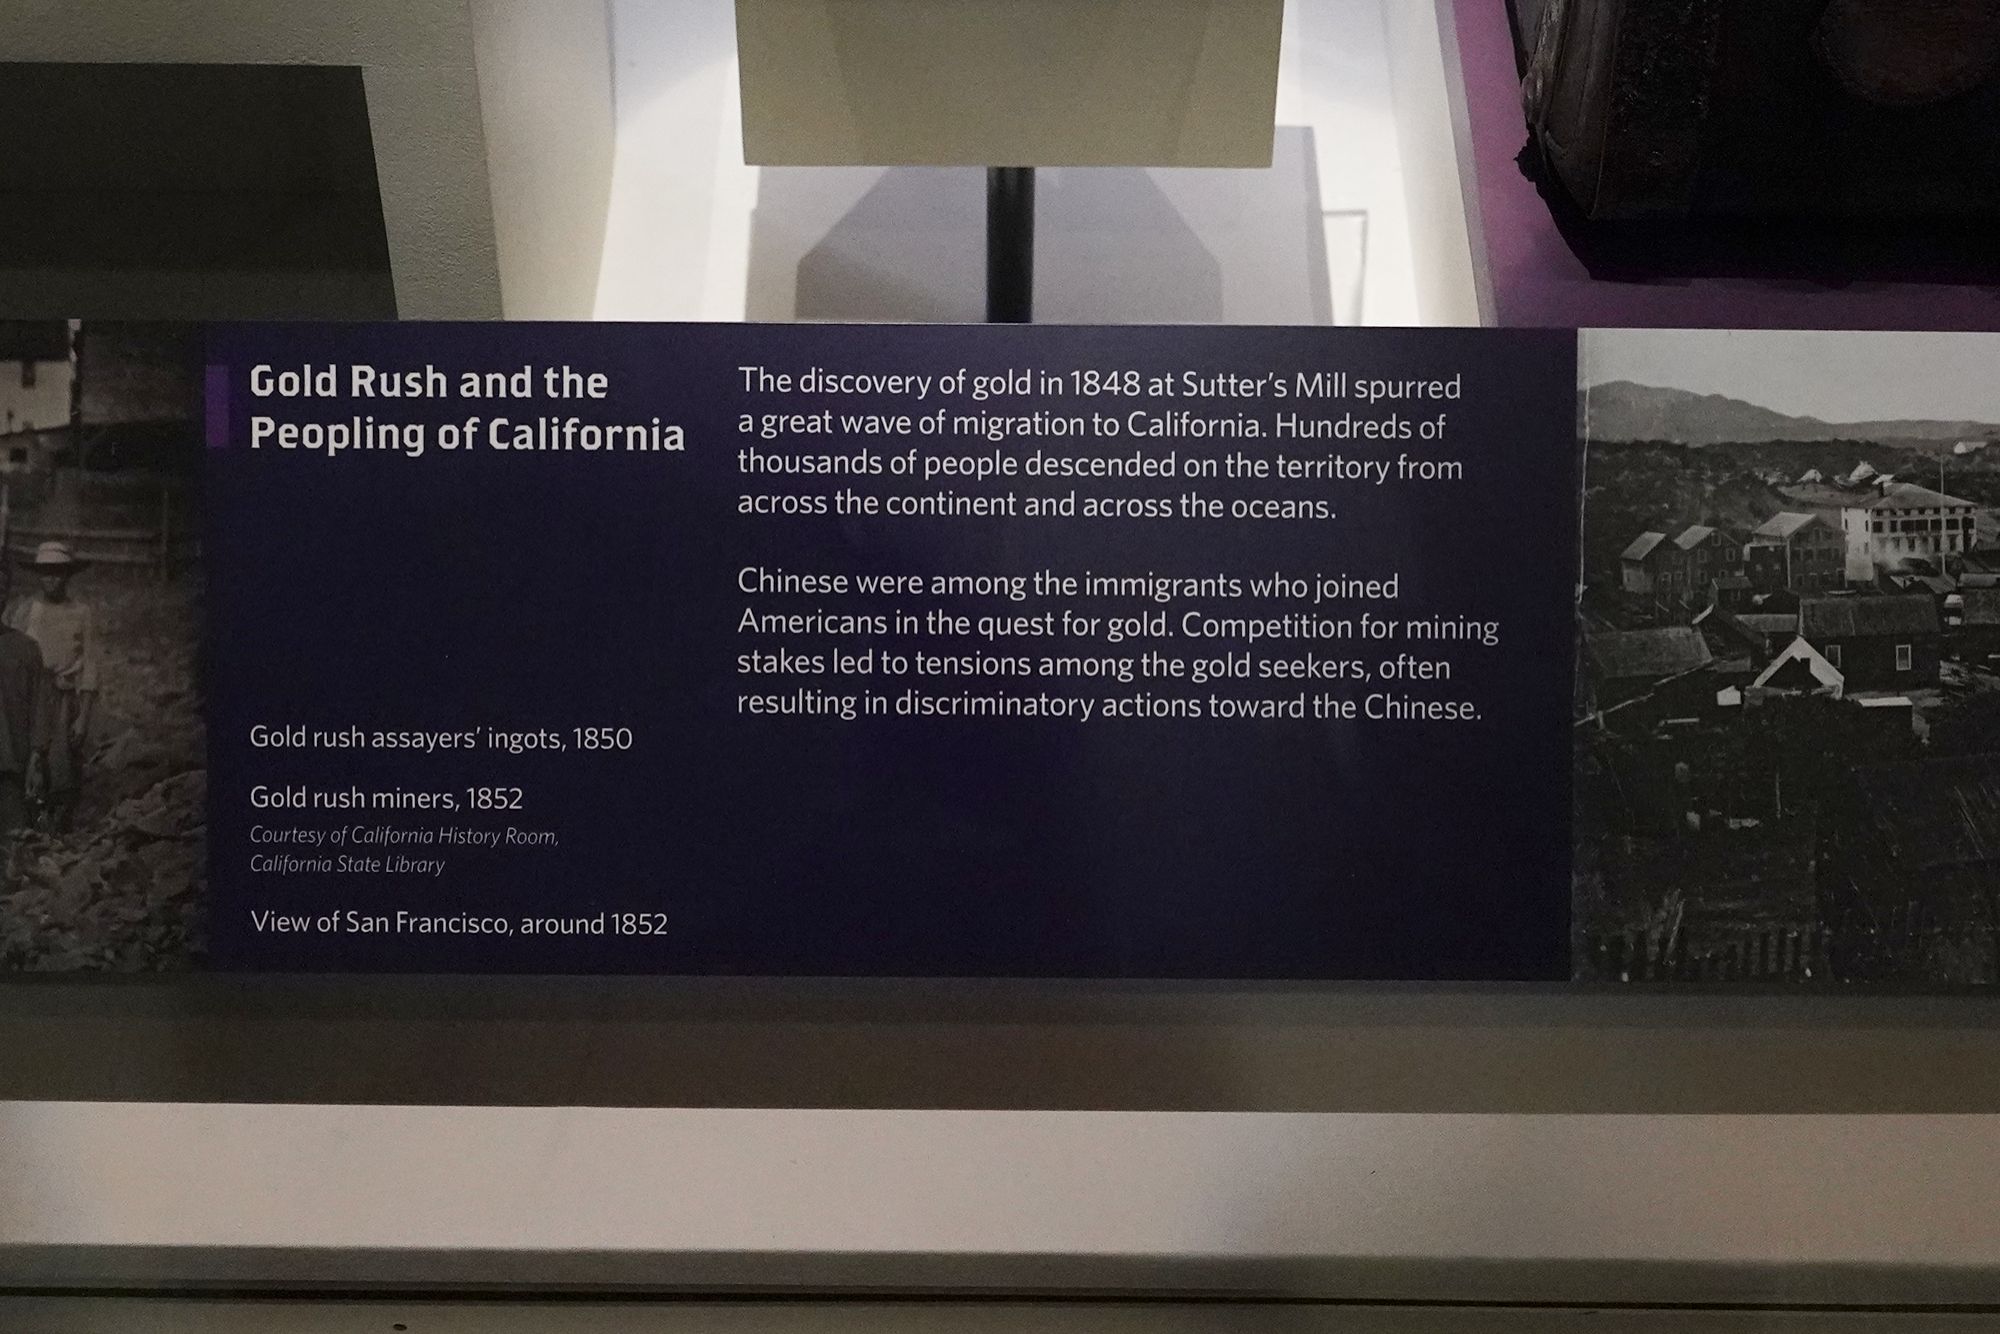 Gold Rush and the
Peopling of California
Gold rush assayers' ingots, 1850
Gold rush miners, 1852
Courtesy of California History Room,
California State Library
View of San Francisco, around 1852
The discovery of gold in 1848 at Sutter's Mill spurred
a great wave of migration to California. Hundreds of
thousands of people descended on the territory from
across the continent and across the oceans.
Chinese were among the immigrants who joined
Americans in the quest for gold. Competition for mining
stakes led to tensions among the gold seekers, often
resulting in discriminatory actions toward the Chinese.